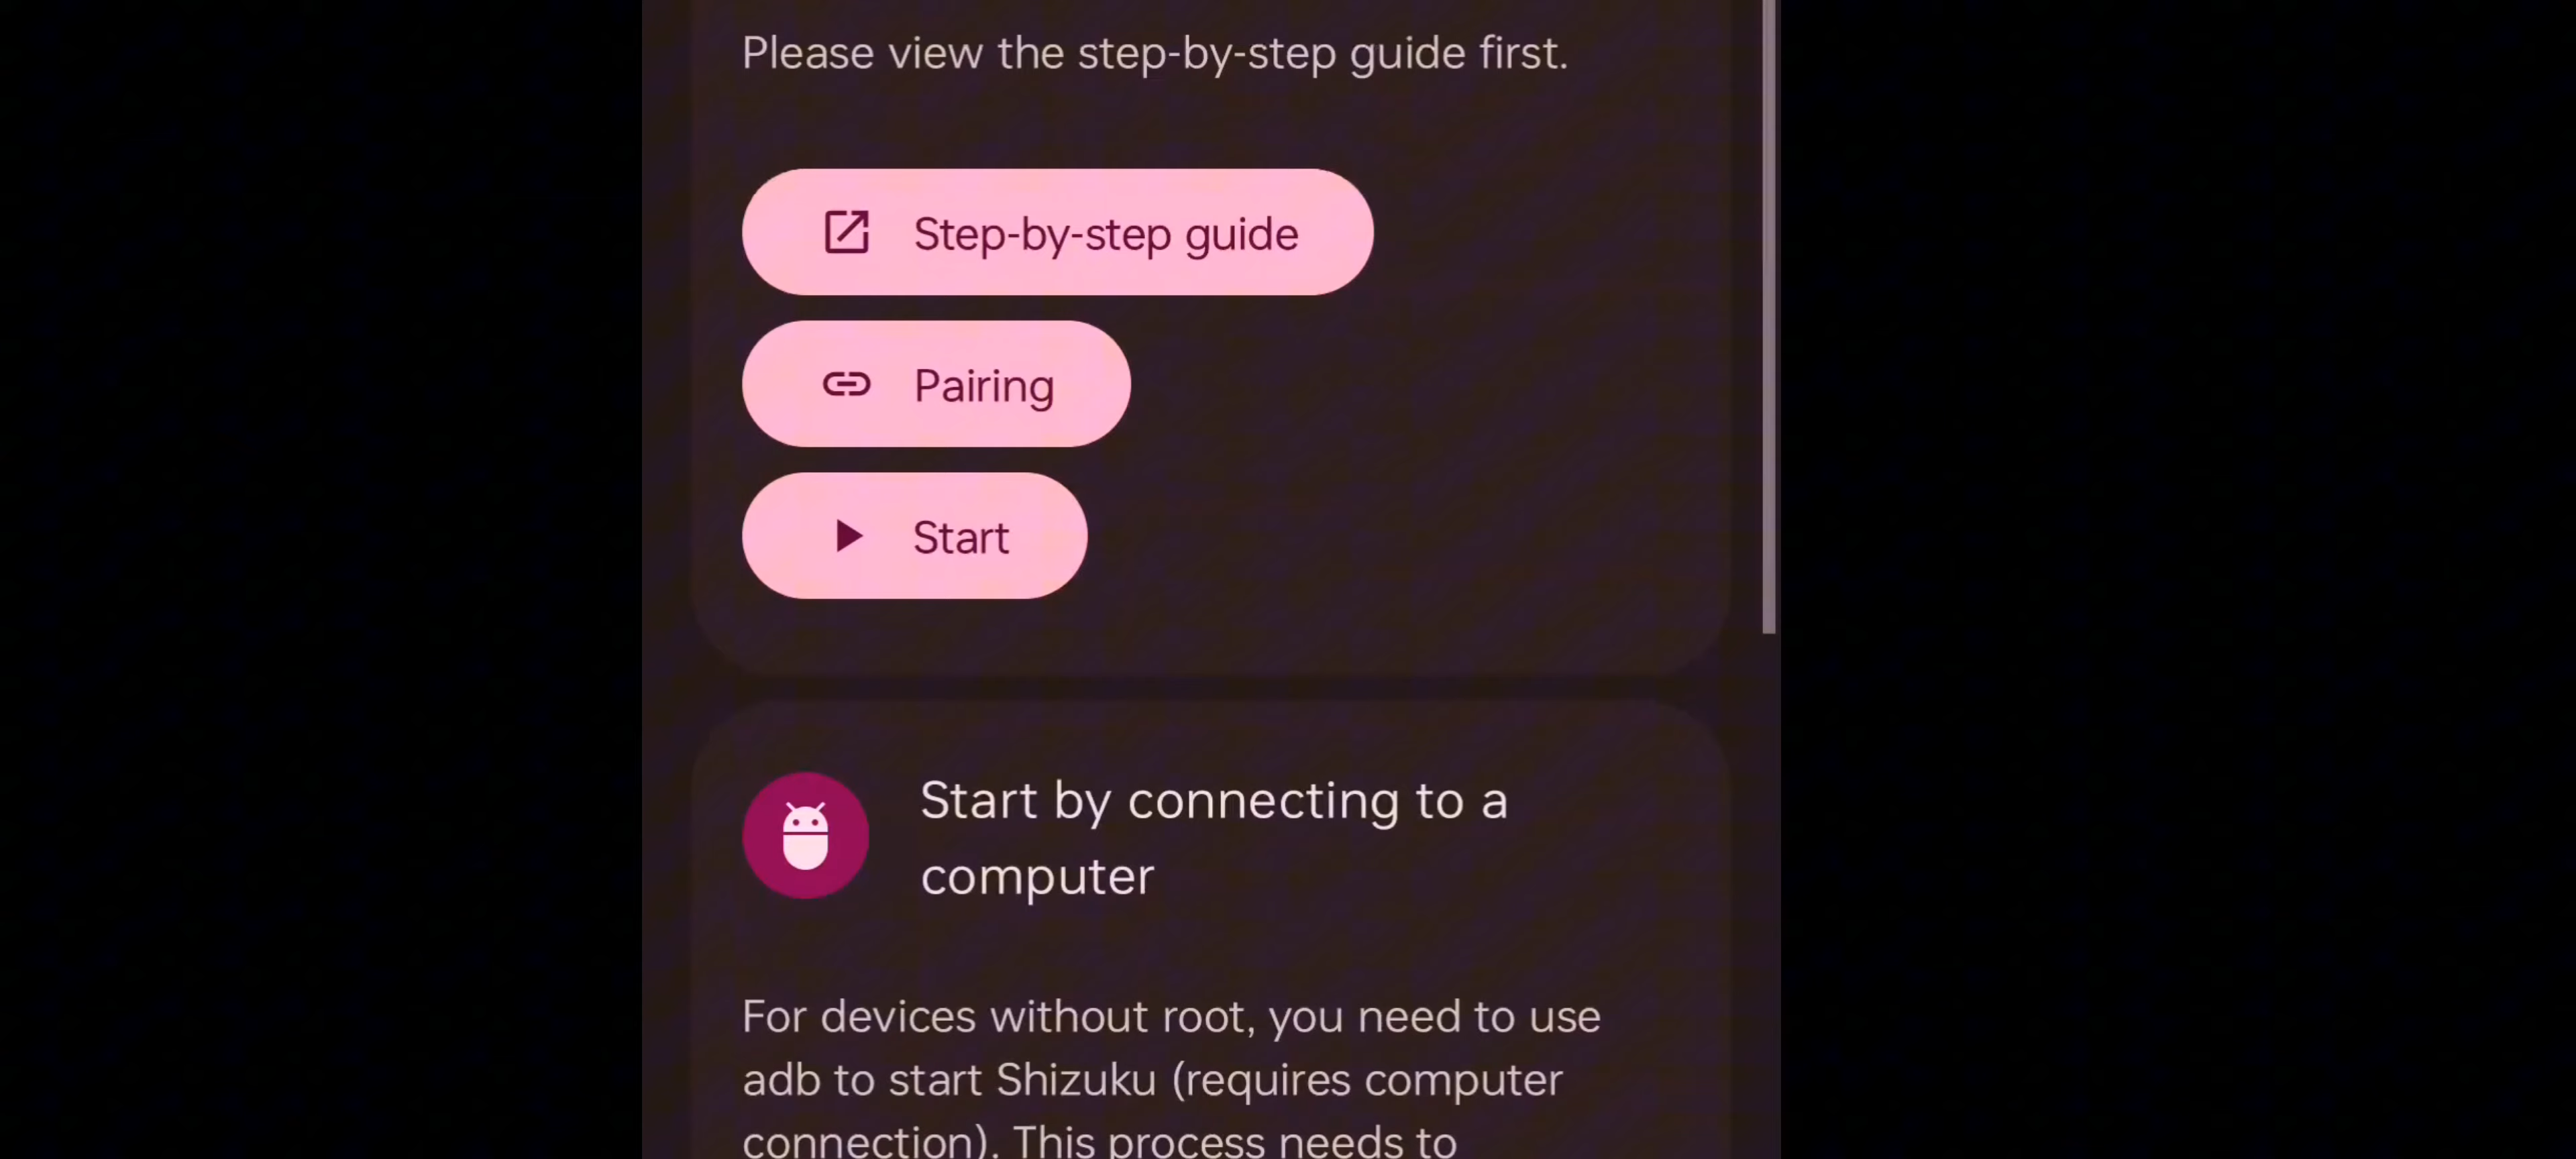 Please view the step-by-step guide first.
Step-by-step guide
Pairing
Start
Start by connecting to a
computer
For devices without root, you need to use
adb to start Shizuku (requires computer
connection). This process needs to